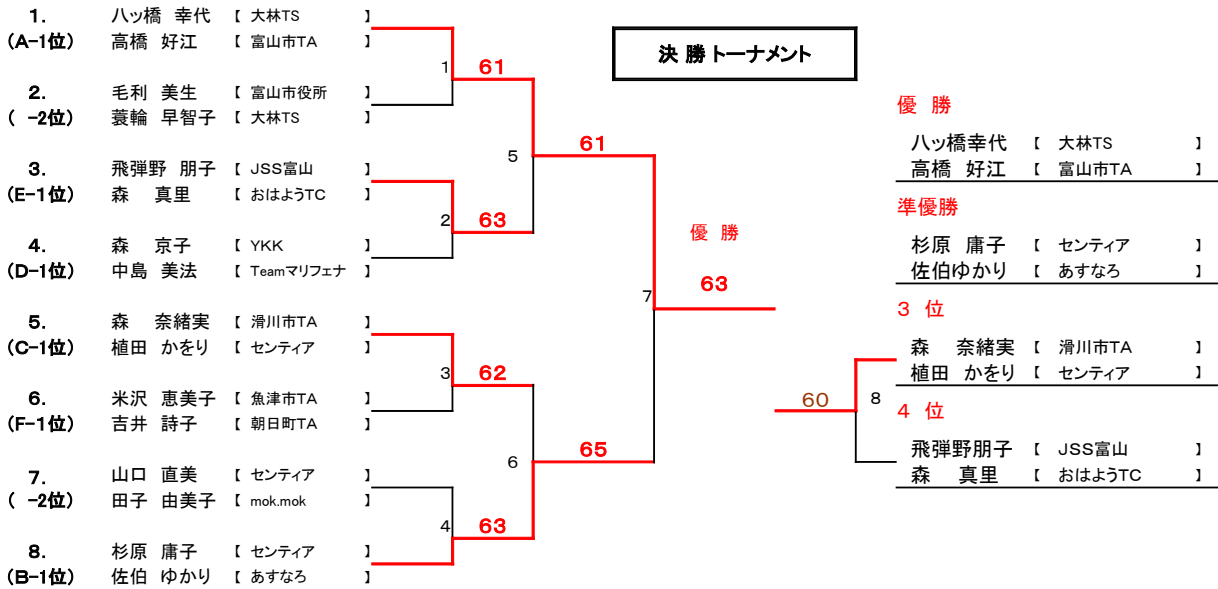 決 勝 トーナメント
1. 八ッ橋 幸代 【 大林TS 】
(A-1位) 高橋 好江 【 富山市TA 】
1 61
2. 毛利 美生 【 富山市役所 】
( -2位) 蓑輪 早智子 【 大林TS 】
5 61
3. 飛弾野 朋子 【 JSS富山 】
(E-1位) 森 真里 【 おはようTC 】
2 63
4. 森 京子 【 YKK 】
(D-1位) 中島 美法 【 Teamマリフェナ 】
優 勝
7 63
5. 森 奈緒実 【 滑川市TA 】
(C-1位) 植田 かをり 【 センティア 】
3 62
6. 米沢 恵美子 【 魚津市TA 】
(F-1位) 吉井 詩子 【 朝日町TA 】
6 65
7. 山口 直美 【 センティア 】
( -2位) 田子 由美子 【 mok.mok 】
4 63
8. 杉原 庸子 【 センティア 】
(B-1位) 佐伯 ゆかり 【 あすなろ 】
優 勝
八ッ橋幸代 【 大林TS 】
高橋 好江 【 富山市TA 】
準優勝
杉原 庸子 【 センティア 】
佐伯ゆかり 【 あすなろ 】
3 位
森 奈緒実 【 滑川市TA 】
植田 かをり 【 センティア 】
60 8
4 位
飛弾野朋子 【 JSS富山 】
森 真里 【 おはようTC 】